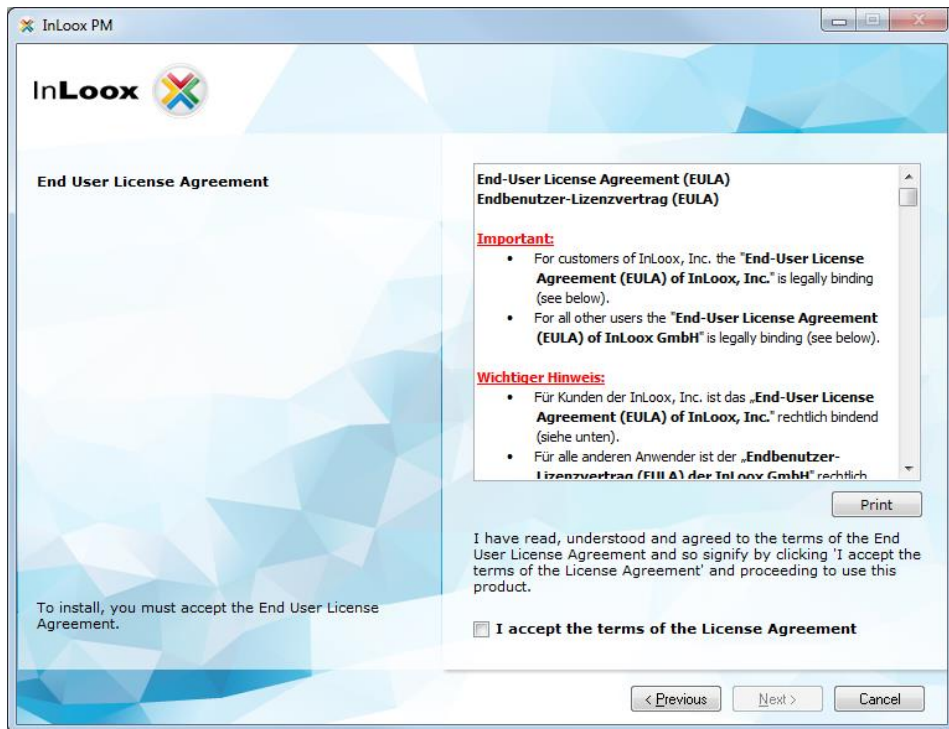 InLoox PM
InLoox
End User License Agreement
To install, you must accept the End User License
Agreement.
End-User License Agreement (EULA)
Endbenutzer-Lizenzvertrag (EULA)
Important:
• For customers of InLoox, Inc. the "End-User License
Agreement (EULA) of InLoox, Inc." is legally binding
(see below).
• For all other users the "End-User License Agreement
(EULA) of InLoox GmbH" is legally binding (see below).
Wichtiger Hinweis:
• Für Kunden der InLoox, Inc. ist das „End-User License
Agreement (EULA) of InLoox, Inc." rechtlich bindend
(siehe unten).
• Für alle anderen Anwender ist der „Endbenutzer-
Lizenzvertrag (EULA) der InLoox GmbH" rechtlich
Print
I have read, understood and agreed to the terms of the End
User License Agreement and so signify by clicking 'I accept the
terms of the License Agreement' and proceeding to use this
product.
I accept the terms of the License Agreement
< Previous
Next >
Cancel